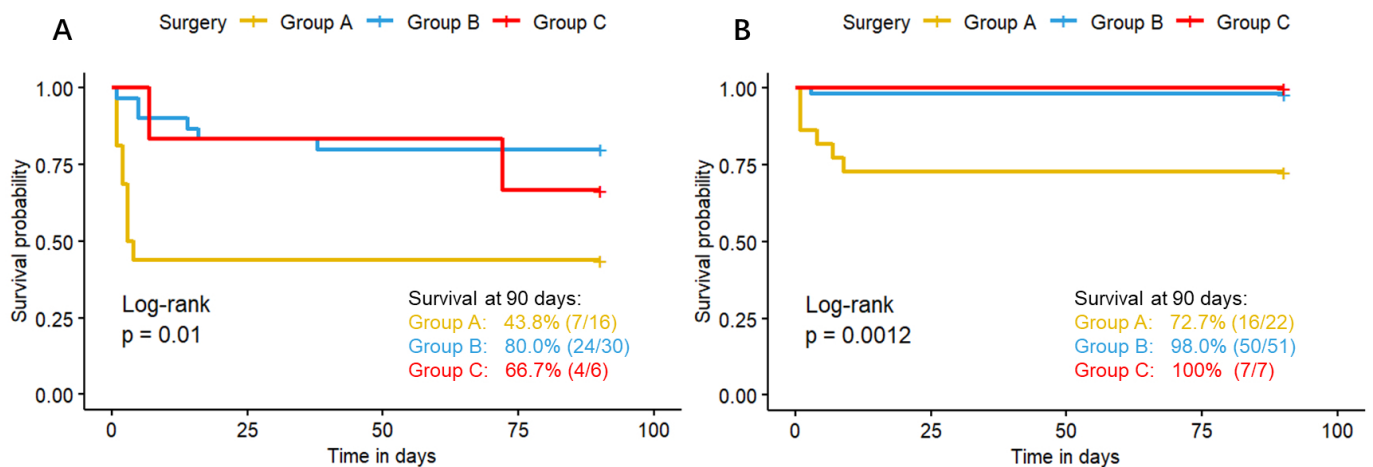 A
Surgery Group A Group B Group C
Survival probability
1.00
0.75
0.50
0.25
0.00
Log-rank
p = 0.01
Survival at 90 days:
Group A: 43.8% (7/16)
Group B: 80.0% (24/30)
Group C: 66.7% (4/6)
0 25 50 75 100
Time in days
B
Surgery Group A Group B Group C
Survival probability
1.00
0.75
0.50
0.25
0.00
Log-rank
p = 0.0012
Survival at 90 days:
Group A: 72.7% (16/22)
Group B: 98.0% (50/51)
Group C: 100% (7/7)
0 25 50 75 100
Time in days